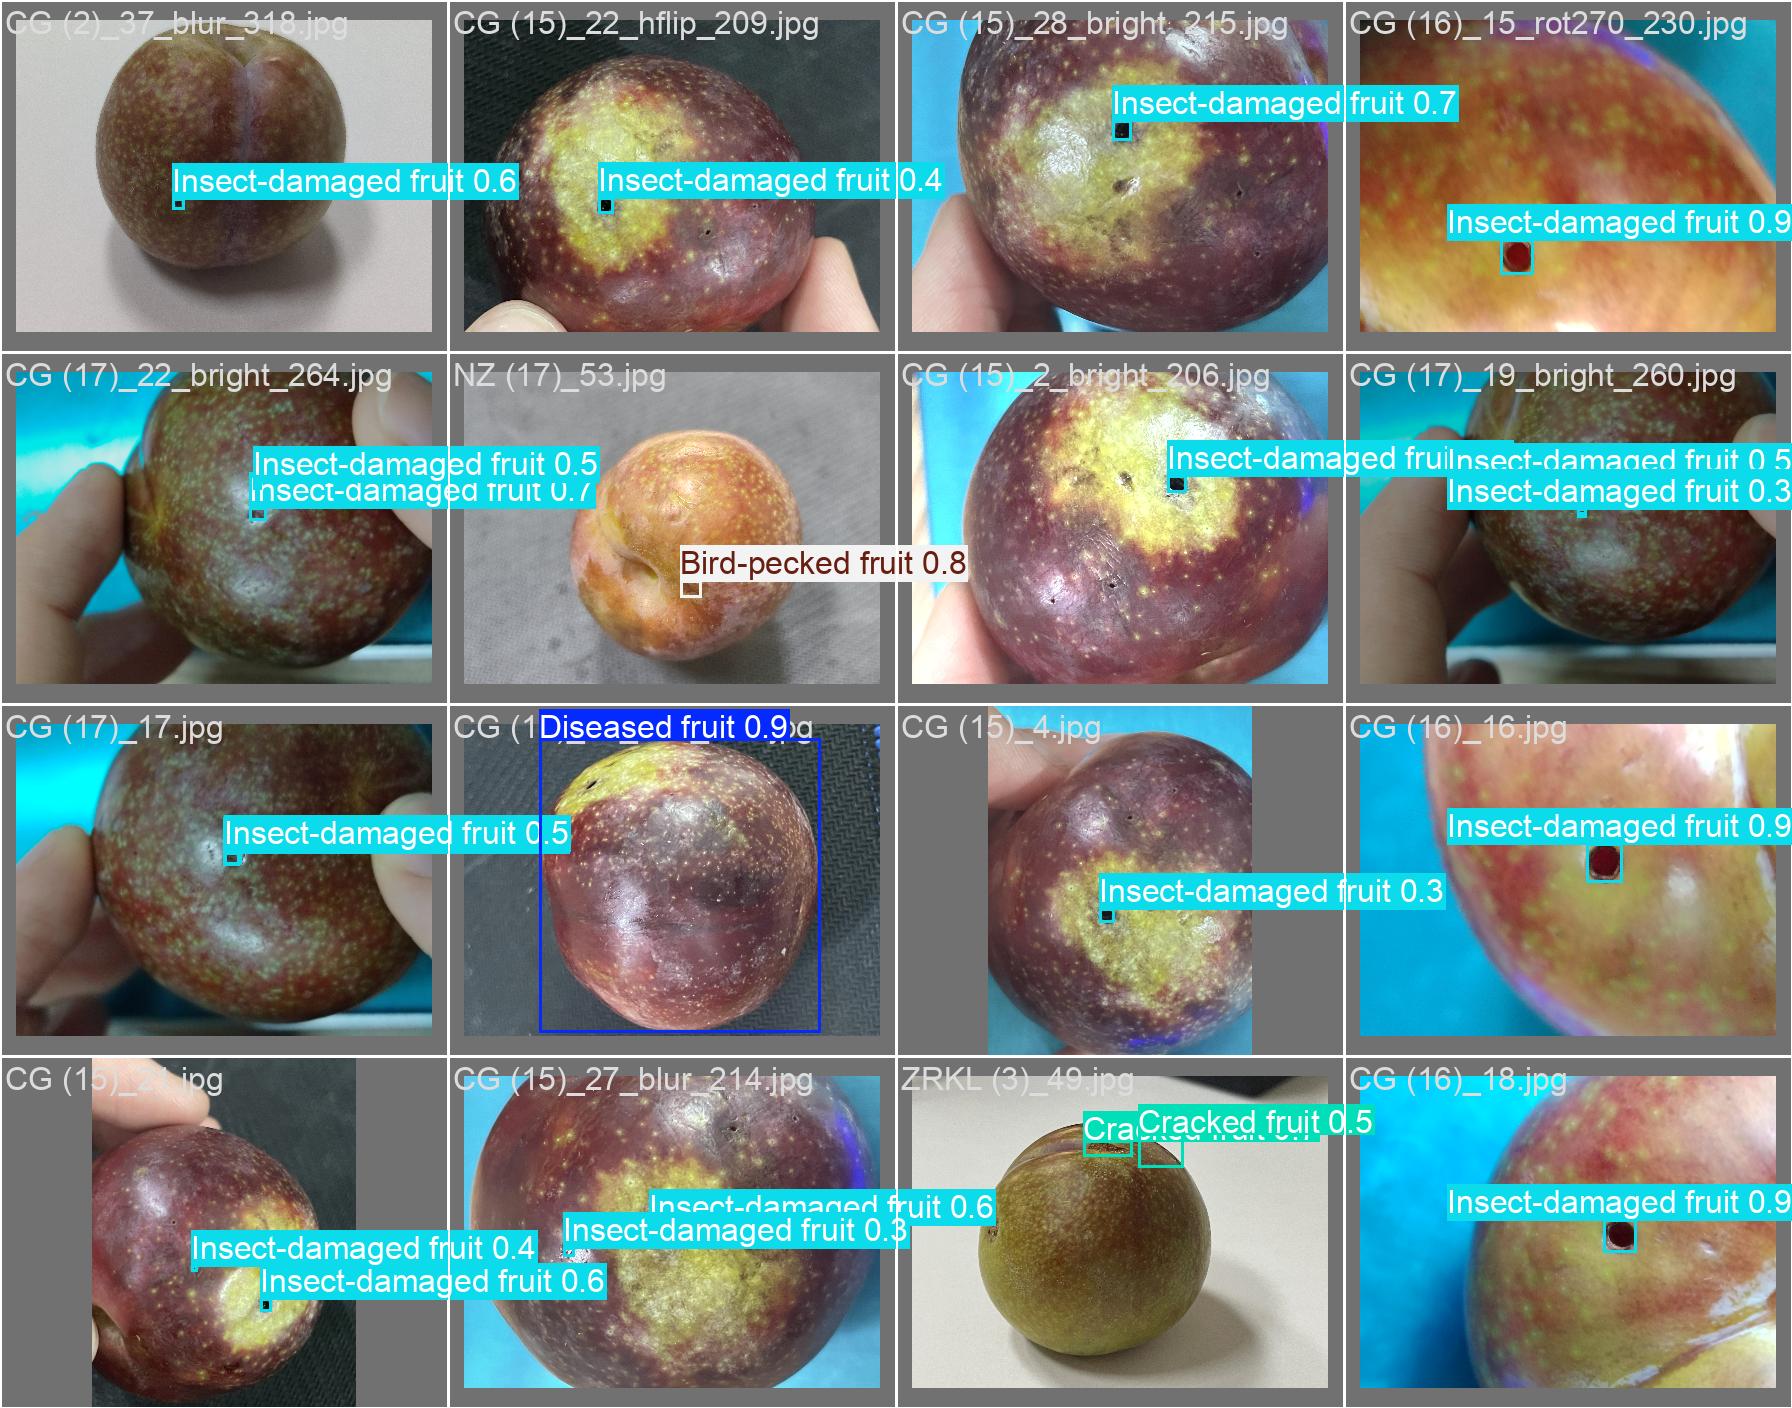 CG (2)_37_blur_318.jpg
Insect-damaged fruit 0.6
CG (15)_22_hflip_209.jpg
Insect-damaged fruit 0.4
CG (15)_28_bright_215.jpg
Insect-damaged fruit 0.7
CG (16)_15_rot270_230.jpg
Insect-damaged fruit 0.9
CG (17)_22_bright_264.jpg
Insect-damaged fruit 0.5
Insect-damaged fruit 0.7
NZ (17)_53.jpg
Bird-pecked fruit 0.8
CG (15)_2_bright_206.jpg
Insect-damaged
CG (17)_19_bright_260.jpg
Insect-damaged fruit 0.5
Insect-damaged fruit 0.3
CG (17)_17.jpg
Insect-damaged fruit 0.5
CG
Diseased fruit 0.9
CG (15)_4.jpg
Insect-damaged fruit 0.3
CG (16)_16.jpg
Insect-damaged fruit 0.9
CG (15)_21.jpg
Insect-damaged fruit 0.4
Insect-damaged fruit 0.6
CG (15)_27_blur_214.jpg
Insect-damaged fruit 0.6
Insect-damaged fruit 0.3
ZRKL (3)_49.jpg
Cracked fruit 0.5
CG (16)_18.jpg
Insect-damaged fruit 0.9